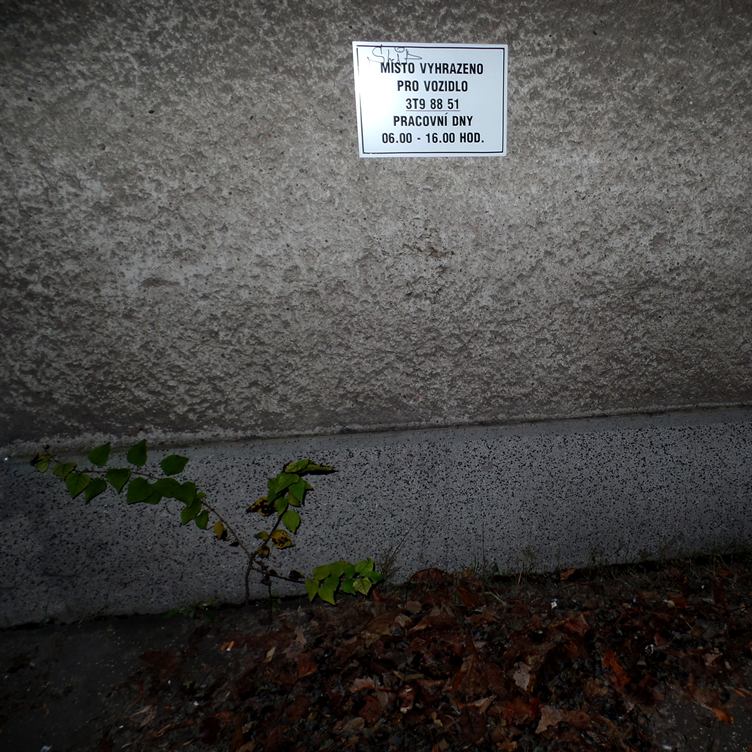 MÍSTO VYHRAZENO
PRO VOZIDLO
3T9 88 51
PRACOVNÍ DNY
06.00 - 16.00 HOD.